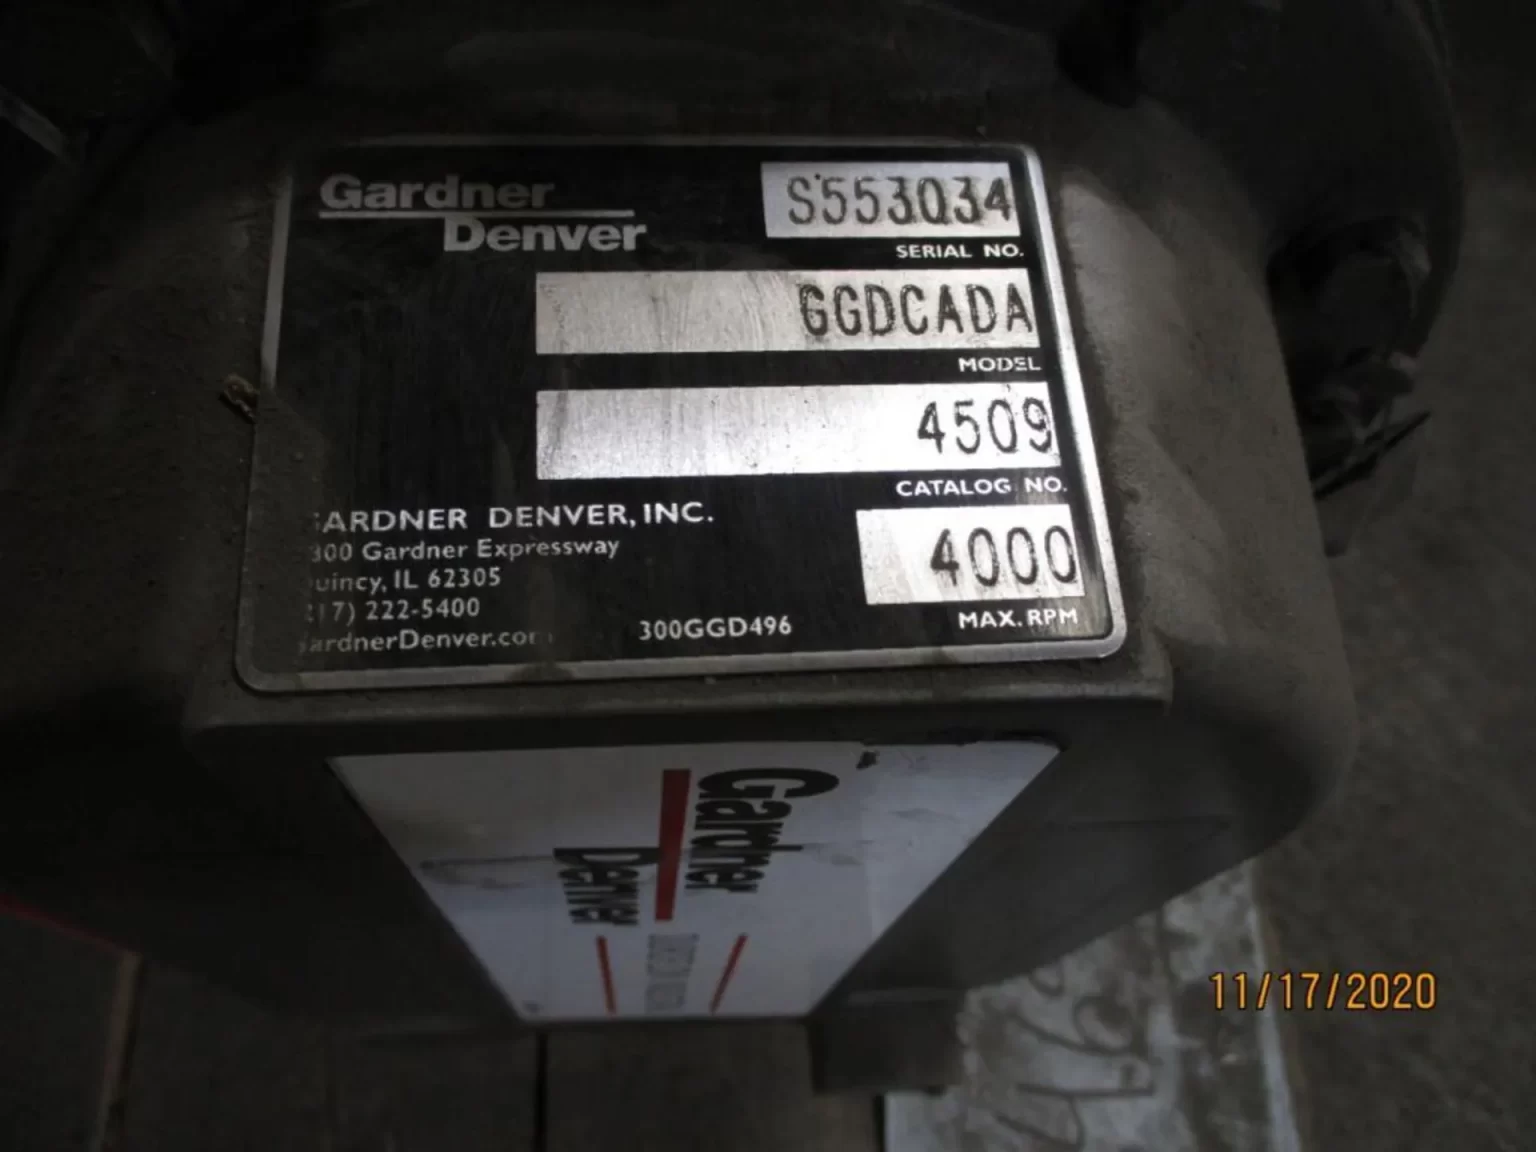 Gardner
Denver
S553034
SERIAL NO.
GGDCADA
MODEL
4509
CATALOG NO.
4000
MAX. RPM
ARDNER DENVER, INC.
300 Gardner Expressway
uincy, IL 62305
17) 222-5400
ardnerDenver.com
300GGD496
Gardner
Denver
11/17/2020